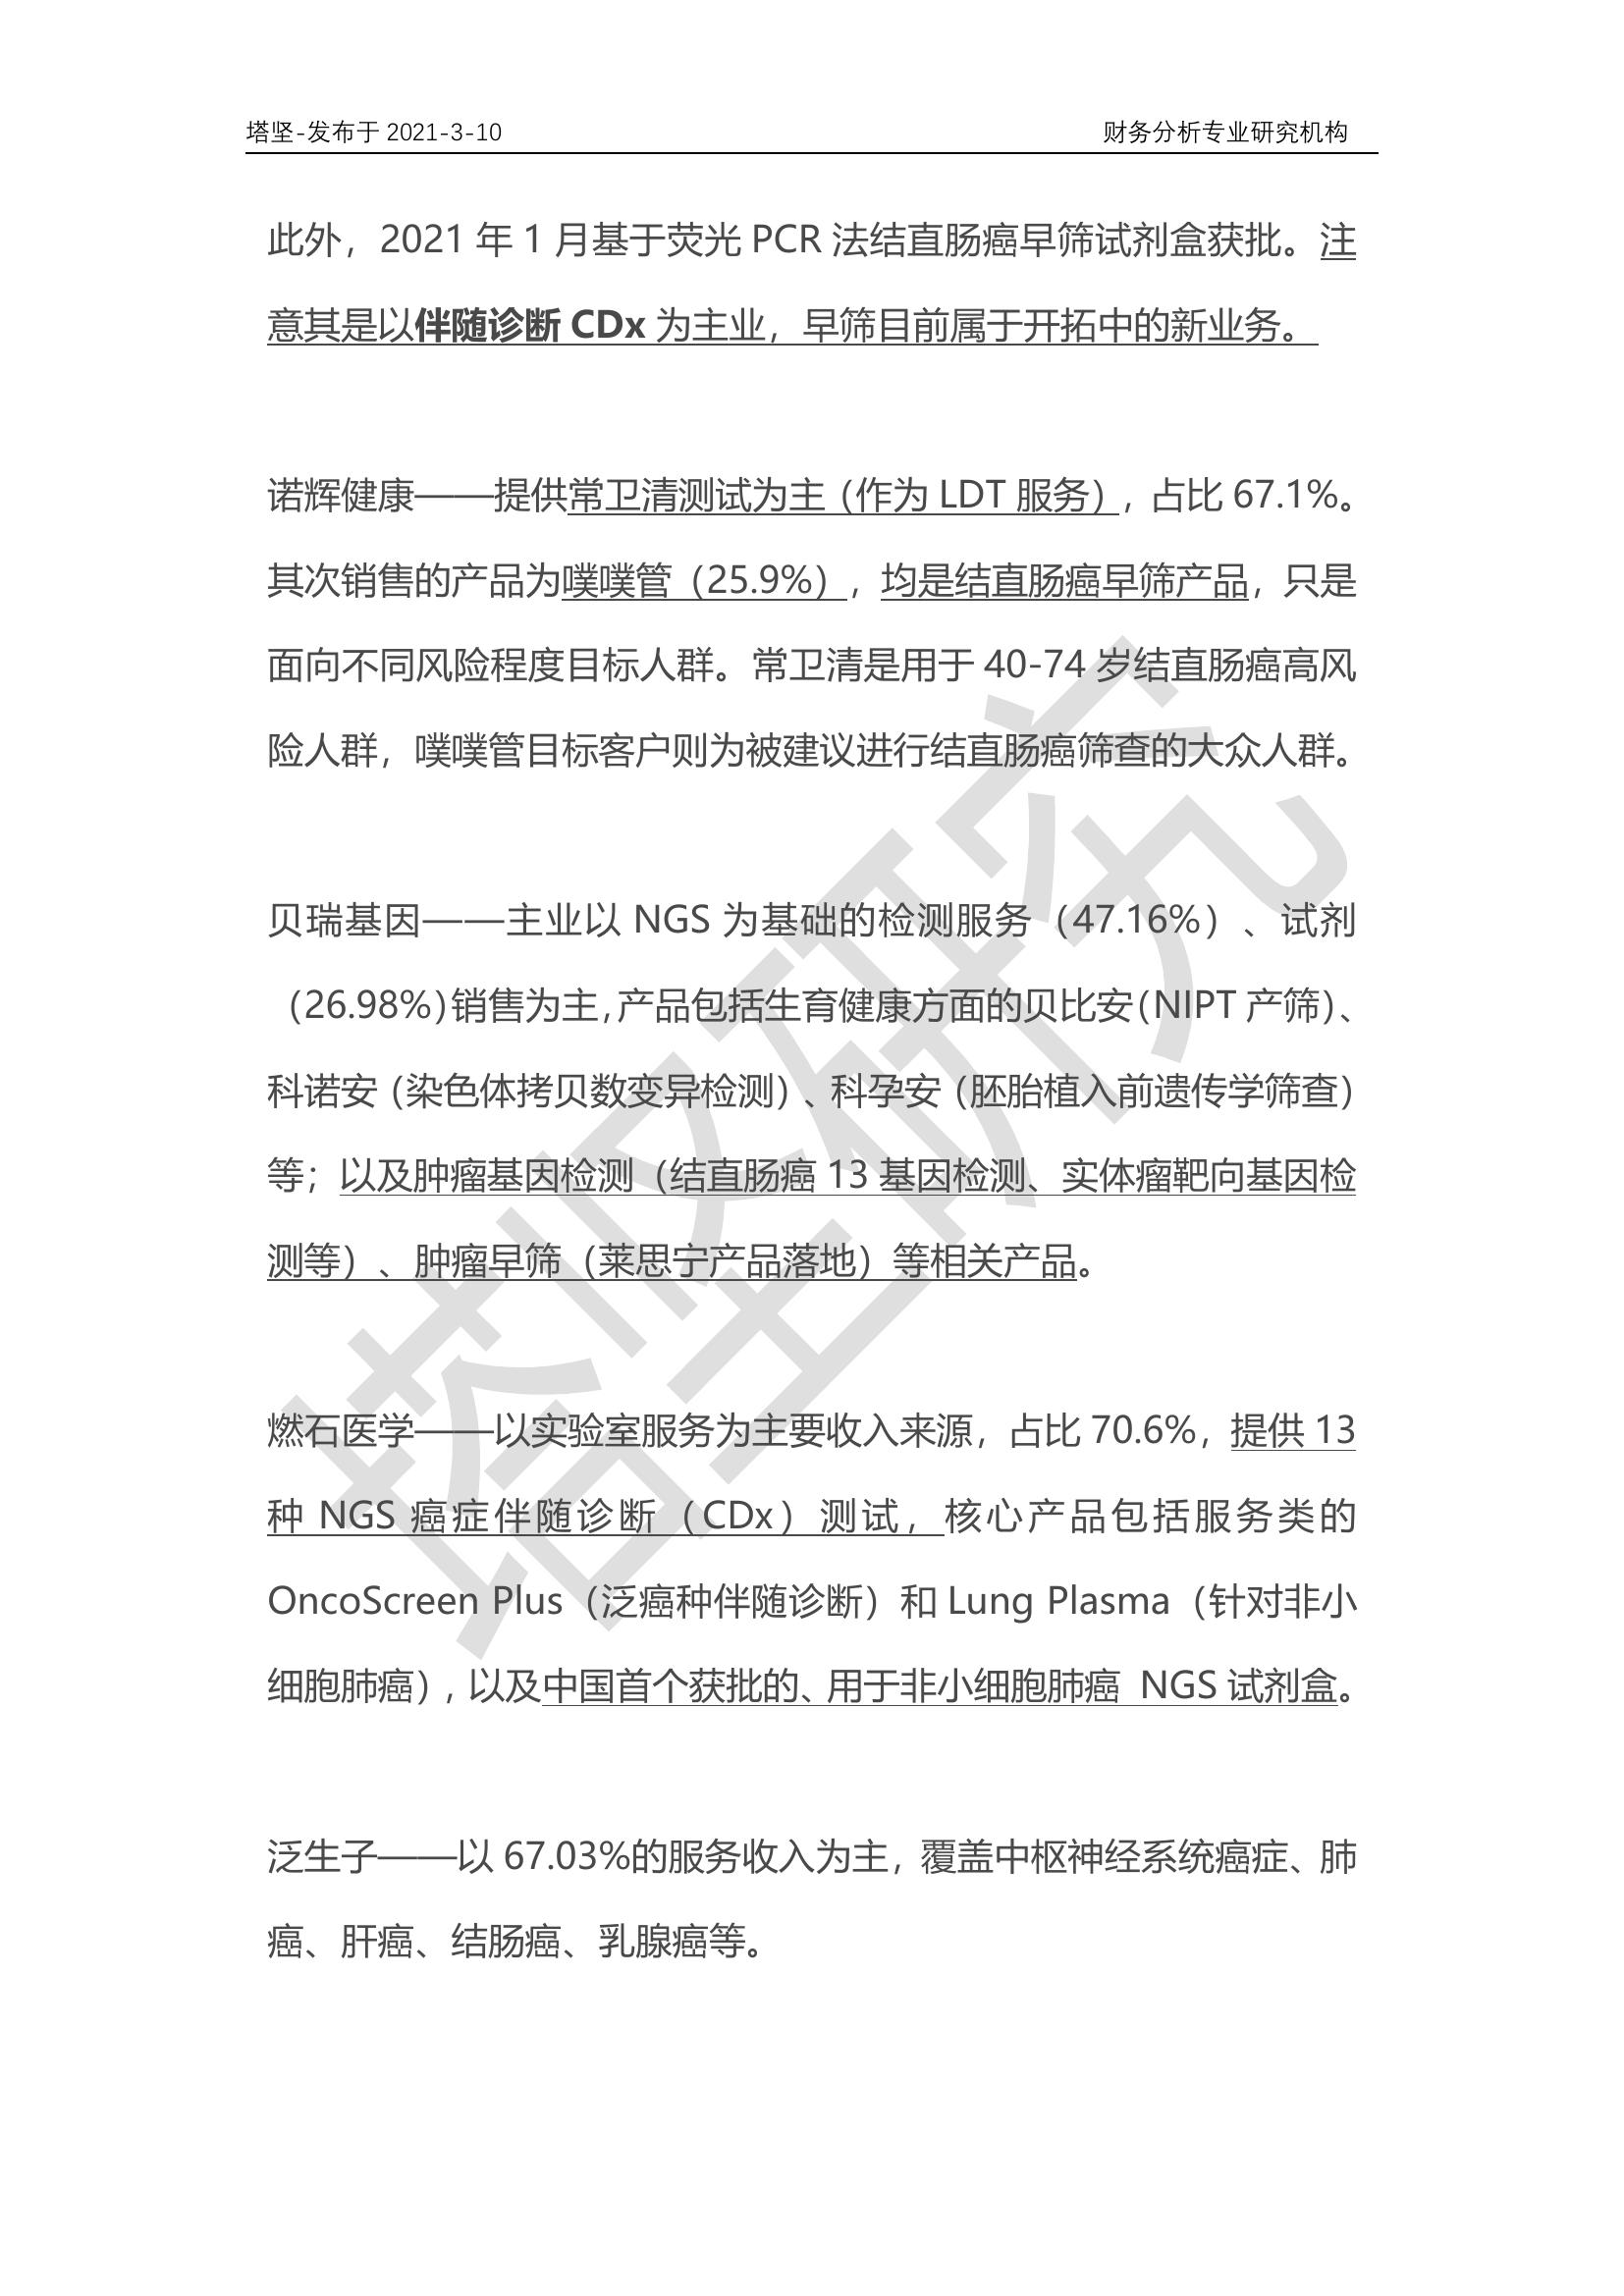 塔坚-发布于 2021-3-10 财务分析专业研究机构
此外，2021 年 1 月基于荧光 PCR 法结直肠癌早筛试剂盒获批。注
意其是以伴随诊断 CDx 为主业，早筛目前属于开拓中的新业务。
诺辉健康——提供常卫清测试为主（作为 LDT 服务），占比 67.1%。
其次销售的产品为噗噗管（25.9%），均是结直肠癌早筛产品，只是
面向不同风险程度目标人群。常卫清是用于 40-74 岁结直肠癌高风
险人群，噗噗管目标客户则为被建议进行结直肠癌筛查的大众人群。
贝瑞基因——主业以 NGS 为基础的检测服务（47.16%）、试剂
（26.98%）销售为主，产品包括生育健康方面的贝比安（NIPT 产筛）、
科诺安（染色体拷贝数变异检测）、科孕安（胚胎植入前遗传学筛查）
等；以及肿瘤基因检测（结直肠癌 13 基因检测、实体瘤靶向基因检
测等）、肿瘤早筛（莱思宁产品落地）等相关产品。
燃石医学——以实验室服务为主要收入来源，占比 70.6%，提供 13
种 NGS 癌症伴随诊断（CDx）测试，核心产品包括服务类的
OncoScreen Plus（泛癌种伴随诊断）和 Lung Plasma（针对非小
细胞肺癌），以及中国首个获批的、用于非小细胞肺癌 NGS 试剂盒。
泛生子——以 67.03%的服务收入为主，覆盖中枢神经系统癌症、肺
癌、肝癌、结肠癌、乳腺癌等。
塔坚研究